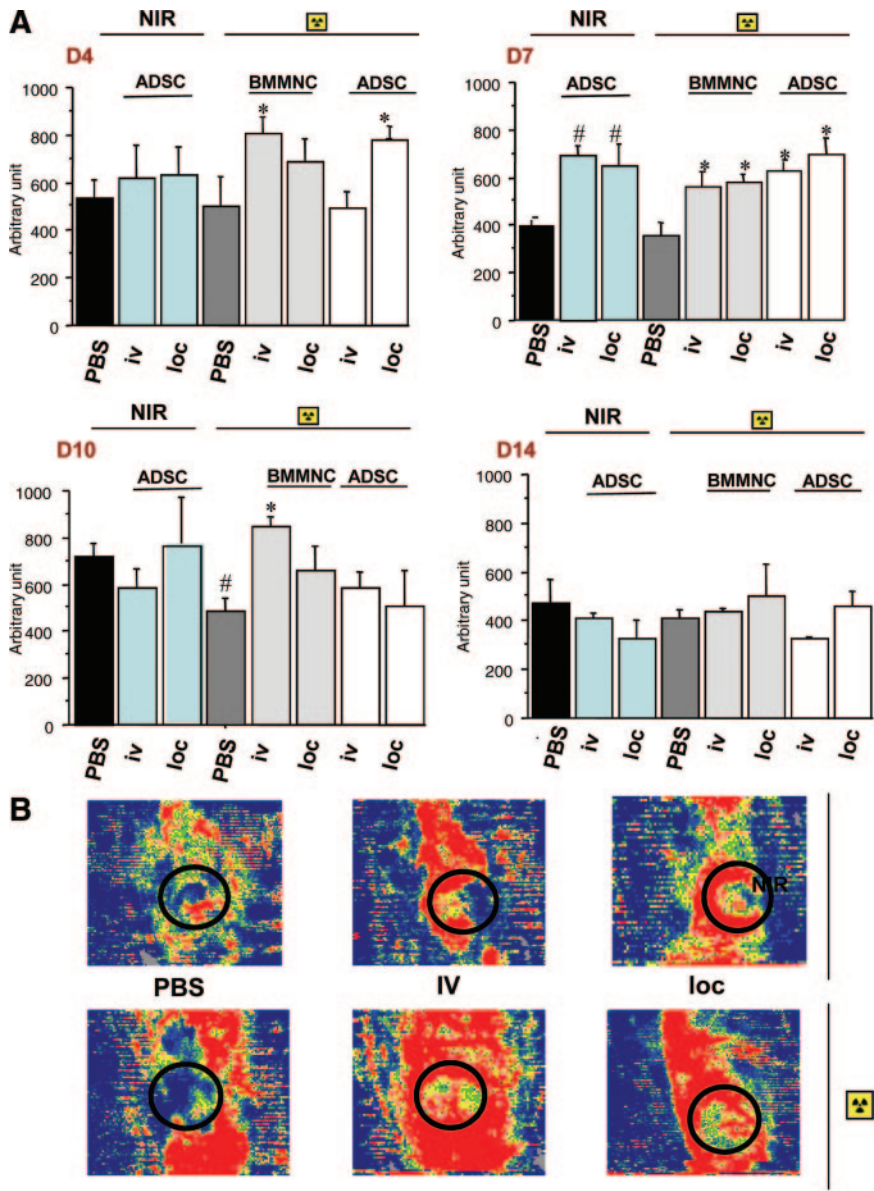 A
NIR
D4
ADSC BMMNC ADSC
1000
800
600
400
200
0
Arbitrary unit
* *
PBS iv loc PBS iv loc iv loc
NIR
D7
ADSC BMMNC ADSC
1000
800
600
400
200
0
Arbitrary unit
# # * * * *
PBS iv loc PBS iv loc iv loc
NIR
D10
ADSC BMMNC ADSC
1000
800
600
400
200
0
Arbitrary unit
# *
PBS iv loc PBS iv loc iv loc
NIR
D14
ADSC BMMNC ADSC
1000
800
600
400
200
0
Arbitrary unit
PBS iv loc PBS iv loc iv loc
B
NIR
PBS IV loc